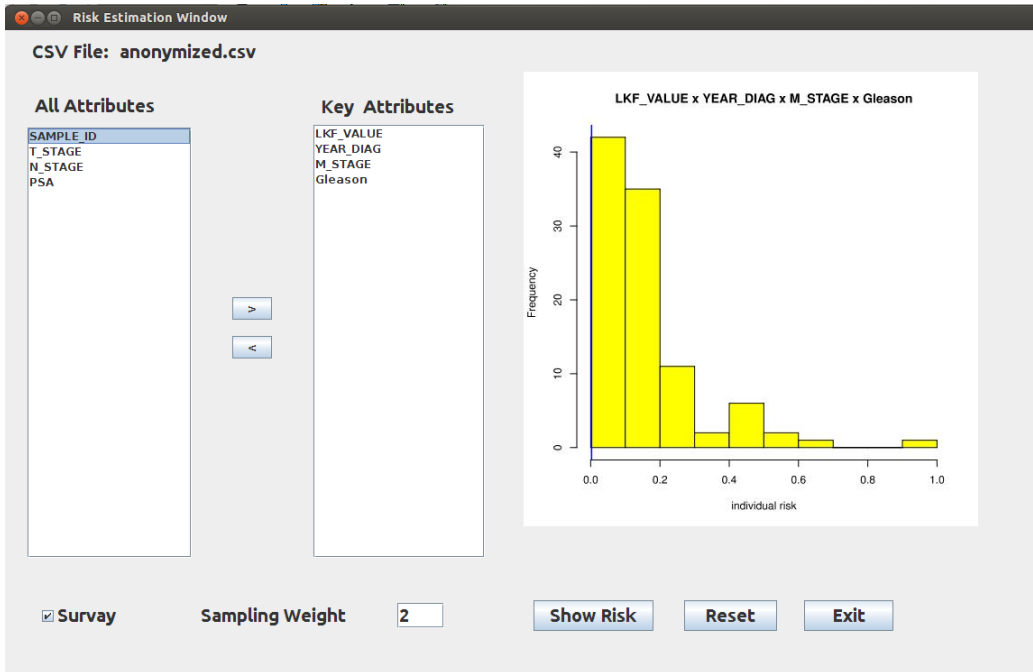 Risk Estimation Window
CSV File: anonymized.csv
All Attributes
SAMPLE_ID
T_STAGE
N_STAGE
PSA
>
<
Key Attributes
LKF_VALUE
YEAR_DIAG
M_STAGE
Gleason
LKF_VALUE x YEAR_DIAG x M_STAGE x Gleason
Frequency
40
30
20
10
0
0.0 0.2 0.4 0.6 0.8 1.0
individual risk
Survay Sampling Weight 2 Show Risk Reset Exit